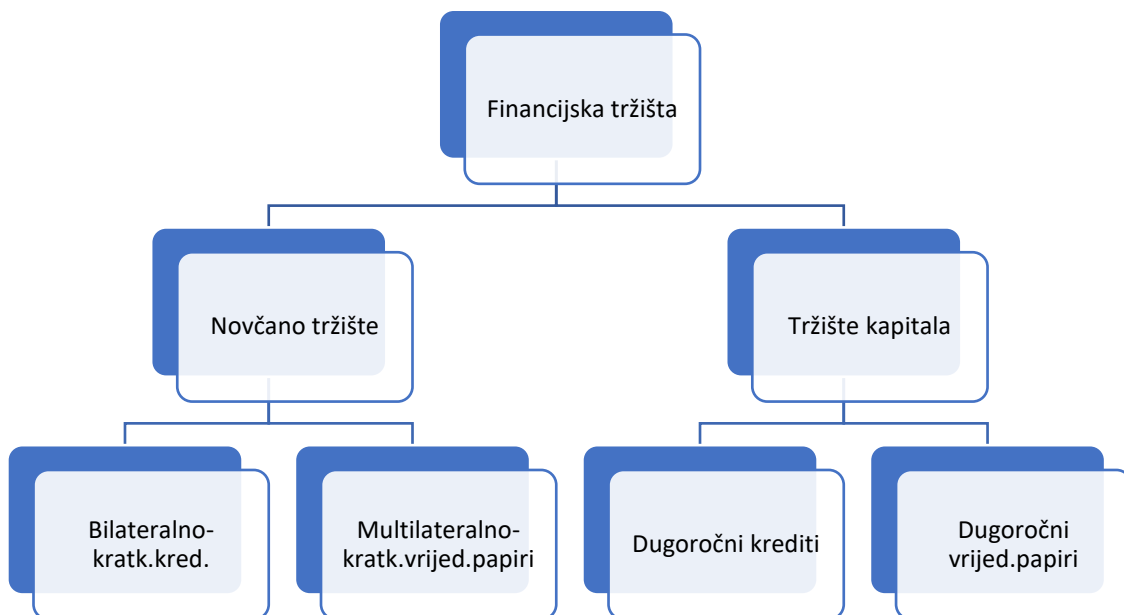 Financijska tržišta
Novčano tržište
Tržište kapitala
Bilateralno-
kratk.kred.
Multilateralno-
kratk.vrijed.papiri
Dugoročni krediti
Dugoročni
vrijed.papiri